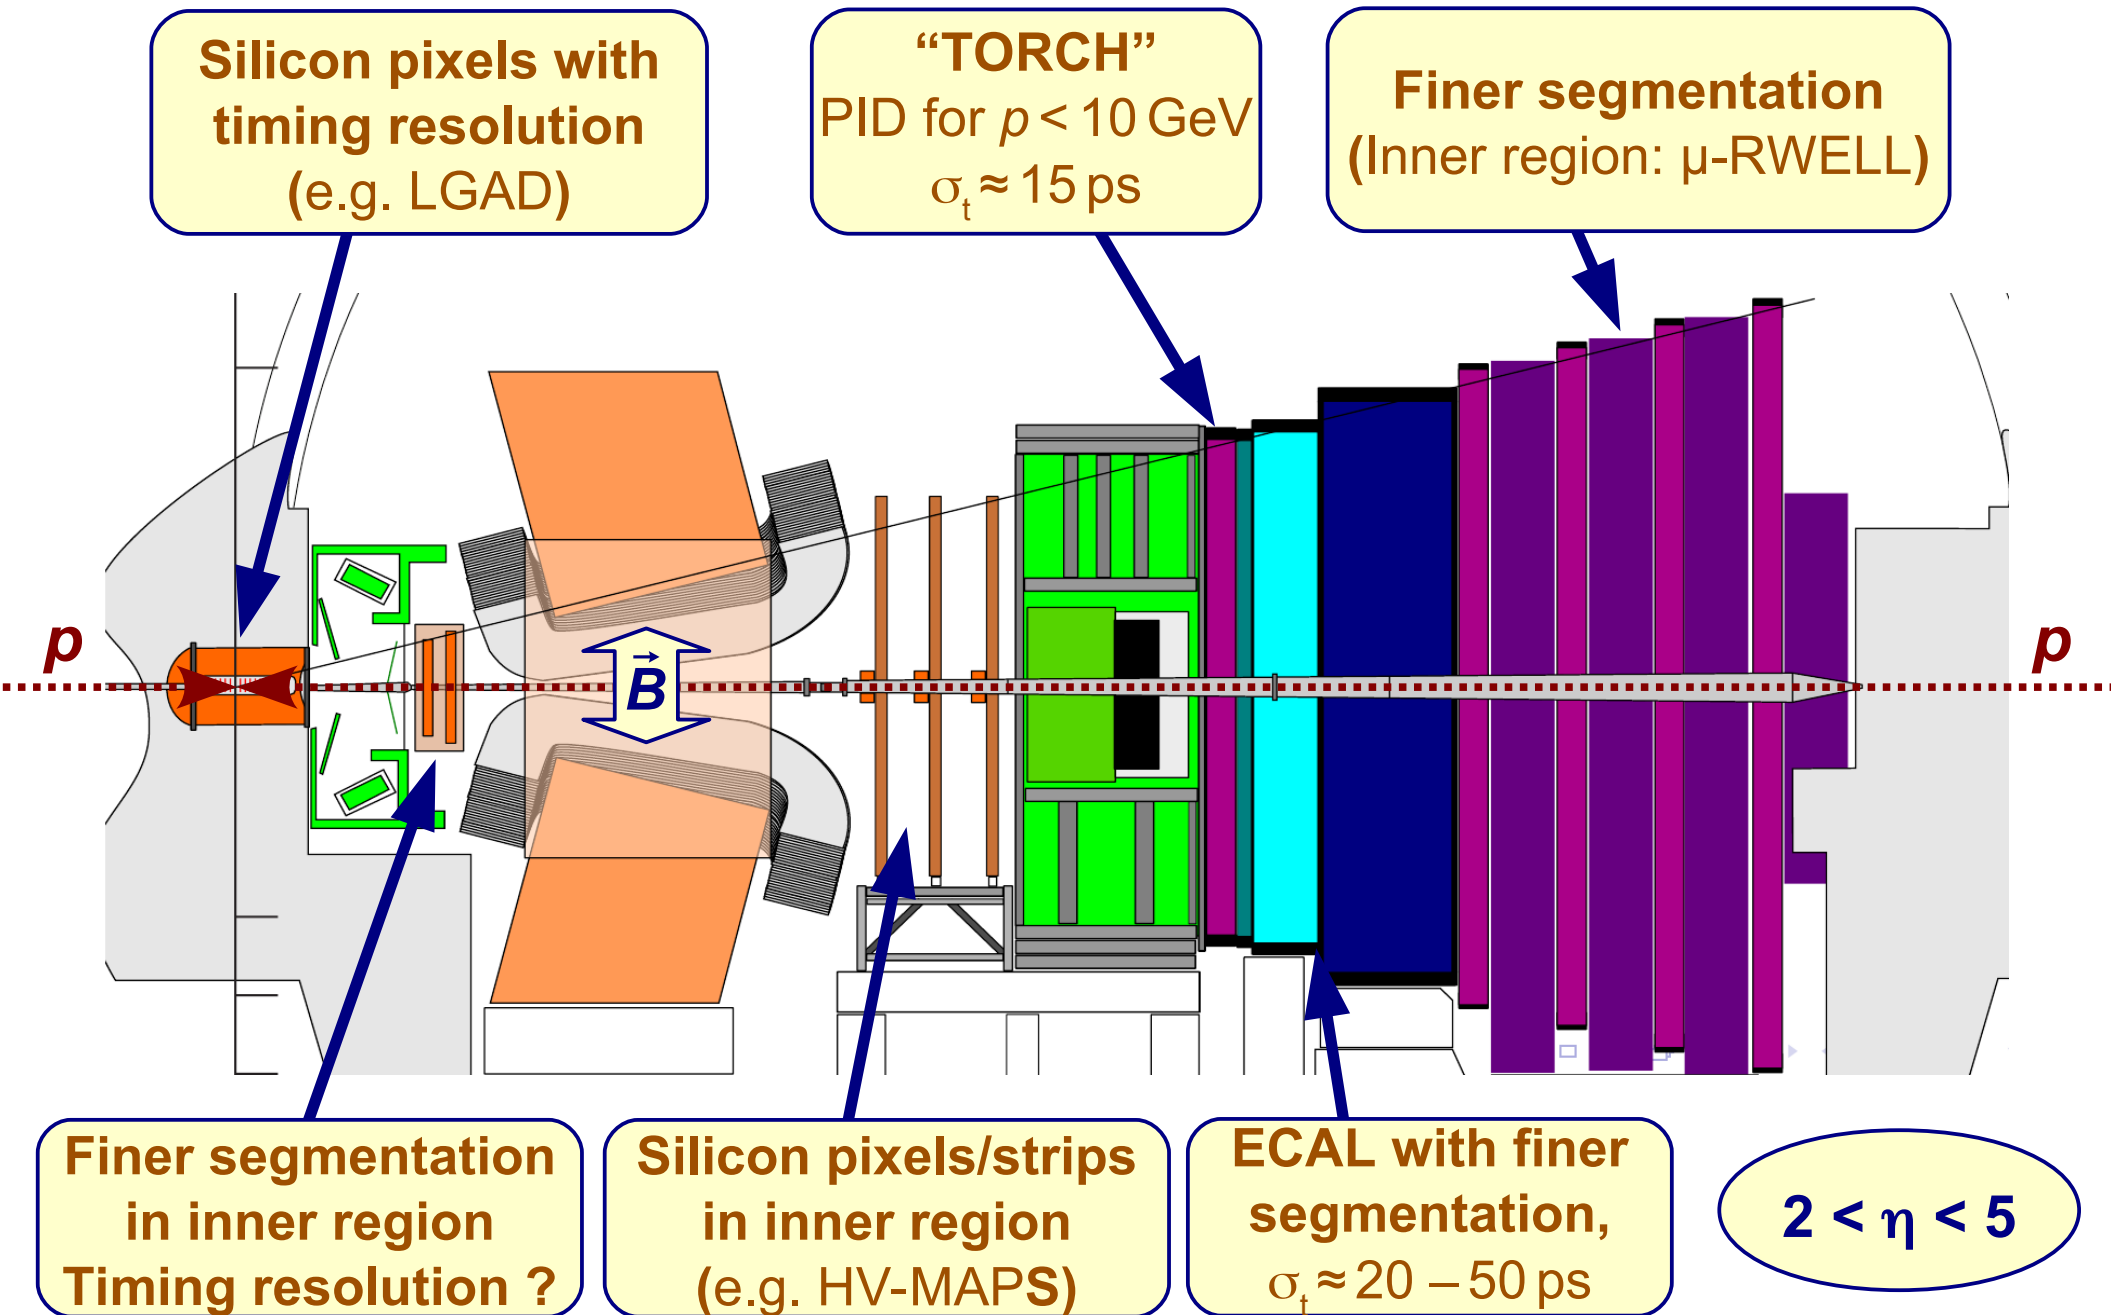 Silicon pixels with
timing resolution
(e.g. LGAD)
“TORCH”
PID for p < 10 GeV
σt ≈ 15 ps
Finer segmentation
(Inner region: µ-RWELL)
p
B
p
Finer segmentation
in inner region
Timing resolution ?
Silicon pixels/strips
in inner region
(e.g. HV-MAPS)
ECAL with finer
segmentation,
σt ≈ 20 – 50 ps
2 < η < 5